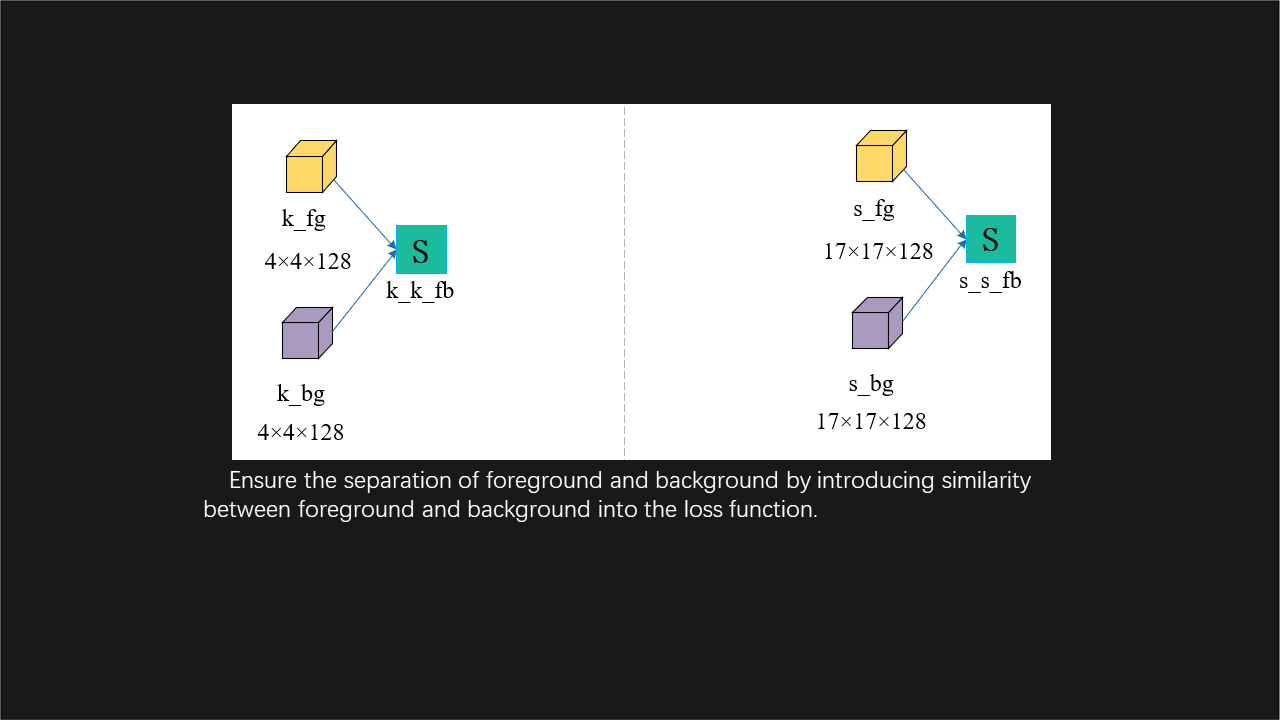 k_fg
4×4×128
S
k_k_fb
k_bg
4×4×128
s_fg
17×17×128
S
s_s_fb
s_bg
17×17×128
Ensure the separation of foreground and background by introducing similarity
between foreground and background into the loss function.